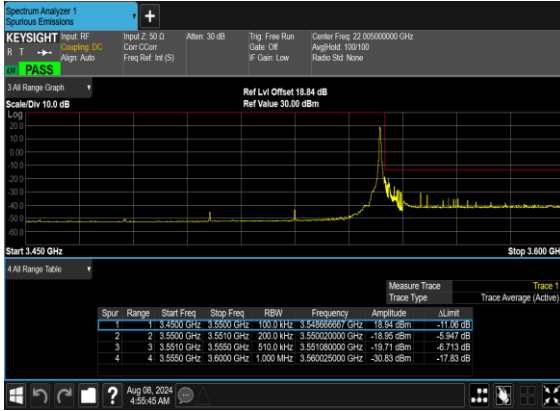 Spectrum Analyzer 1
Spurious Emissions
+
KEYSIGHT Input: RF Input Z: 50 Ω Atten: 30 dB Trig: Free Run Center Freq: 22.005000000 GHz
R T Coupling: DC Corr CCorr Gate: Off Avg|Hold: 100/100
Align: Auto Freq Ref: Int (S) IF Gain: Low Radio Std: None
PASS
3 All Range Graph
Ref Lvl Offset 18.84 dB
Scale/Div 10.0 dB Ref Value 30.00 dBm
Log
20.0
10.0
0.00
-10.0
-20.0
-30.0
-40.0
-50.0
-60.0
Start 3.450 GHz Stop 3.600 GH
4 All Range Table
Measure Trace Trace 1
Trace Type Trace Average (Active)
Spur Range Start Freq Stop Freq RBW Frequency Amplitude ΔLimit
1 1 3.4500 GHz 3.5500 GHz 100.0 kHz 3.548666667 GHz 18.94 dBm -11.06 dB
2 2 3.5500 GHz 3.5510 GHz 200.0 kHz 3.550020000 GHz -18.95 dBm -5.947 dB
3 3 3.5510 GHz 3.5550 GHz 510.0 kHz 3.551080000 GHz -19.71 dBm -6.713 dB
4 4 3.5550 GHz 3.6000 GHz 1.000 MHz 3.560025000 GHz -30.83 dBm -17.83 dB
?
Aug 08, 2024
4:55:45 AM